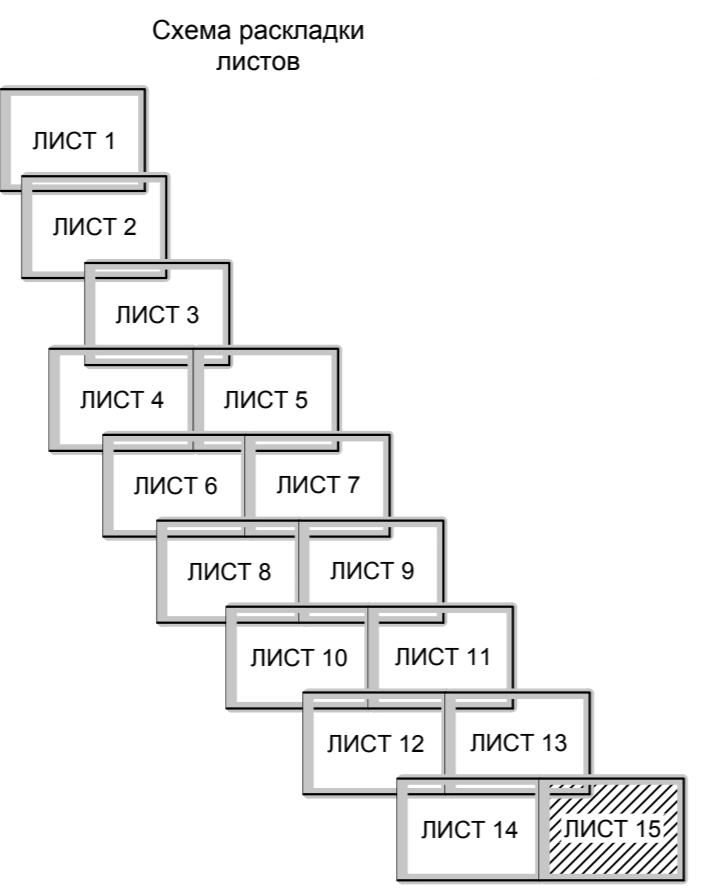 Схема раскладки
листов
ЛИСТ 1
ЛИСТ 2
ЛИСТ 3
ЛИСТ 4 ЛИСТ 5
ЛИСТ 6 ЛИСТ 7
ЛИСТ 8 ЛИСТ 9
ЛИСТ 10 ЛИСТ 11
ЛИСТ 12 ЛИСТ 13
ЛИСТ 14 ЛИСТ 15